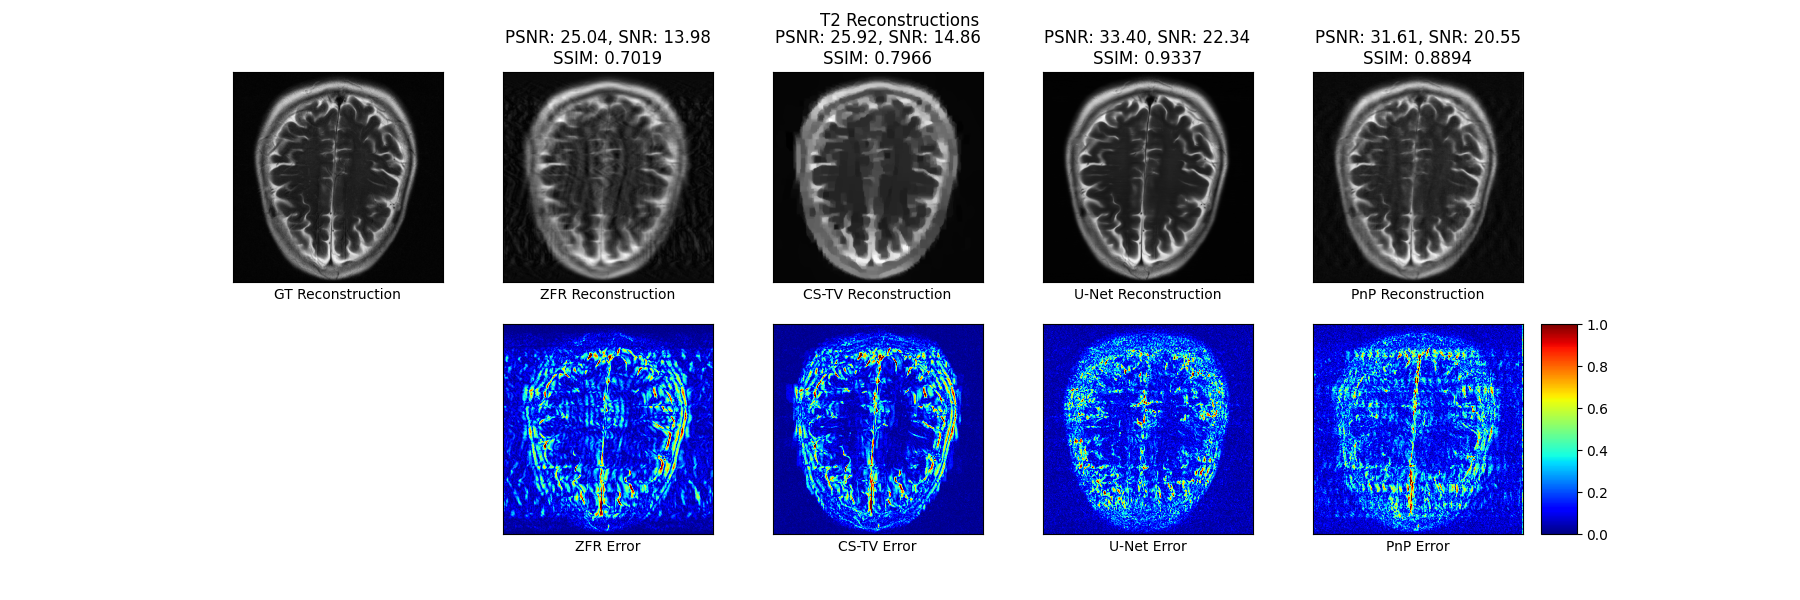 T2 Reconstructions
PSNR: 25.04, SNR: 13.98
SSIM: 0.7019
PSNR: 25.92, SNR: 14.86
SSIM: 0.7966
PSNR: 33.40, SNR: 22.34
SSIM: 0.9337
PSNR: 31.61, SNR: 20.55
SSIM: 0.8894
GT Reconstruction
ZFR Reconstruction
CS-TV Reconstruction
U-Net Reconstruction
PnP Reconstruction
ZFR Error
CS-TV Error
U-Net Error
PnP Error
1.0
0.8
0.6
0.4
0.2
0.0